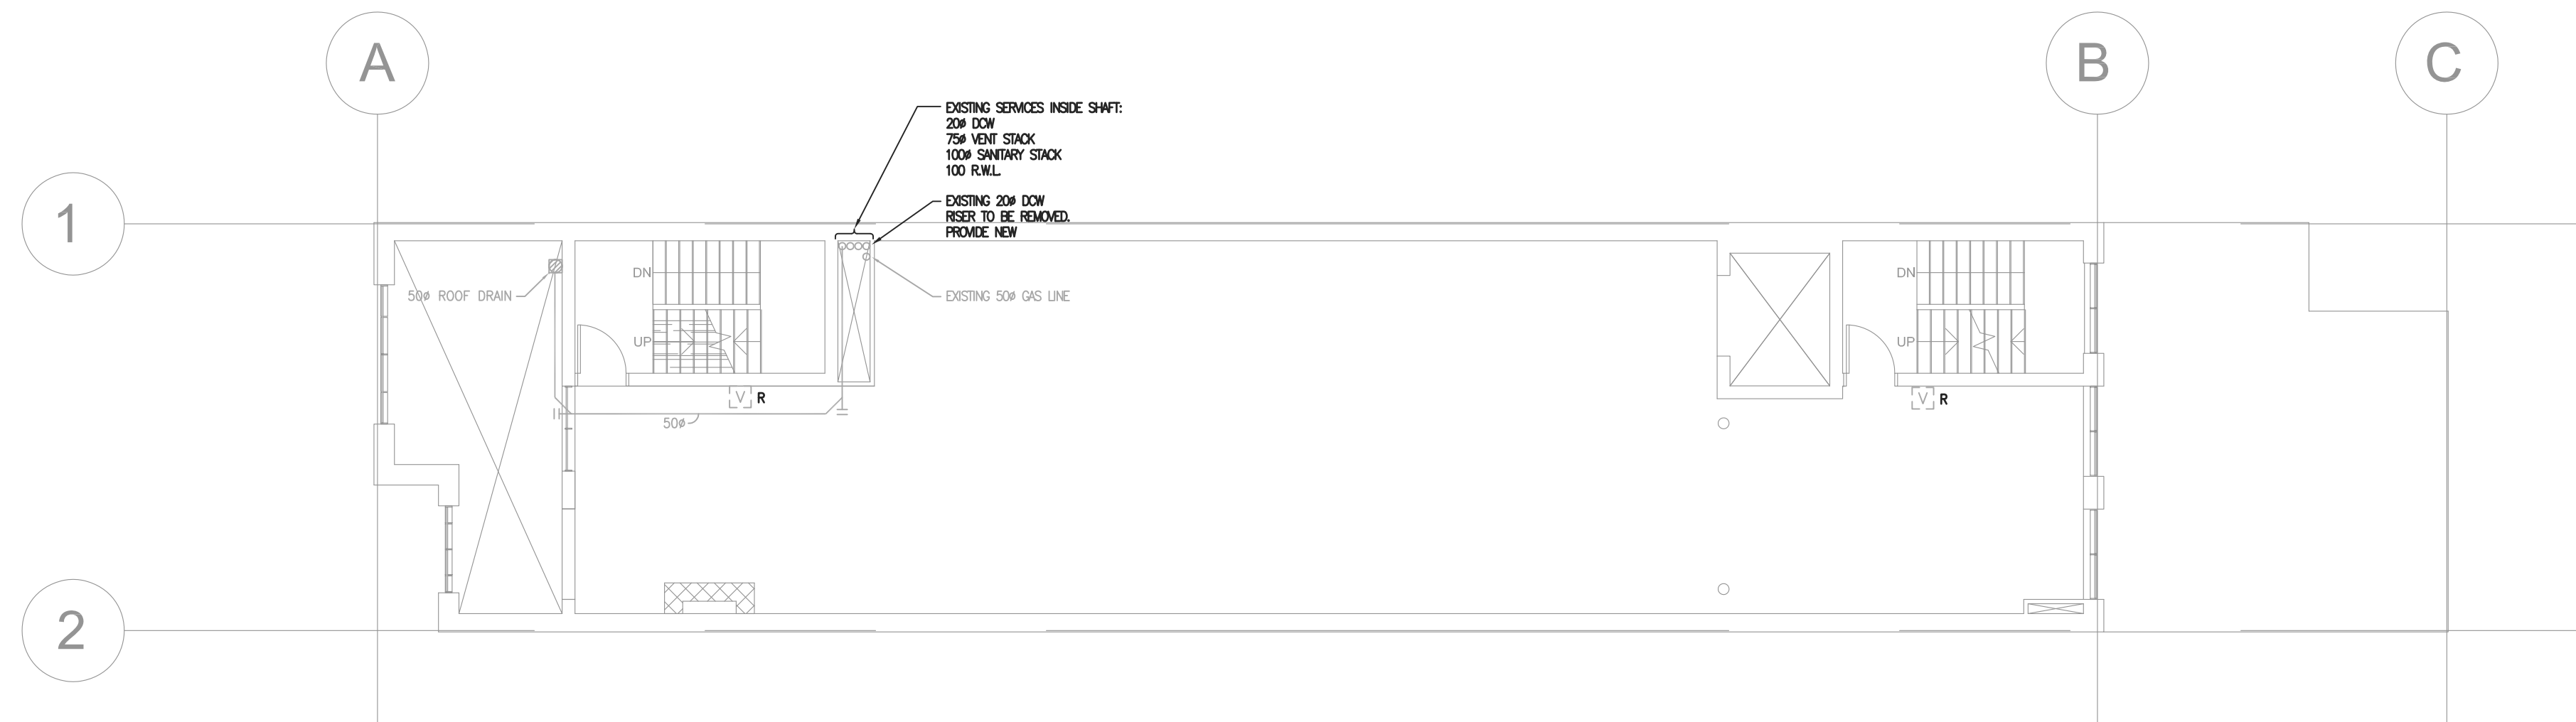 A
B
C
EXISTING SERVICES INSIDE SHAFT:
20ø DCW
75ø VENT STACK
100ø SANITARY STACK
100 R.W.L.
EXISTING 20ø DCW
RISER TO BE REMOVED.
PROVIDE NEW
1
DN
DN
50ø ROOF DRAIN
EXISTING 50ø GAS LINE
UP
UP
V R
V R
50ø
2